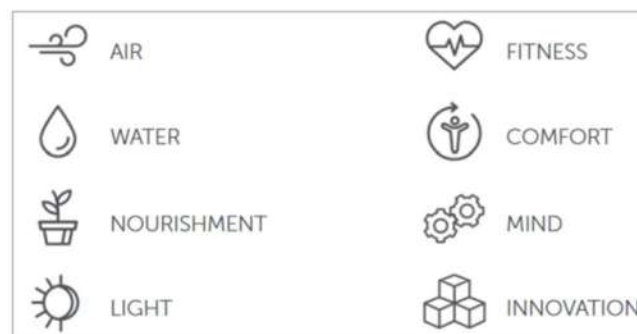 AIR
WATER
NOURISHMENT
LIGHT
FITNESS
COMFORT
MIND
INNOVATION